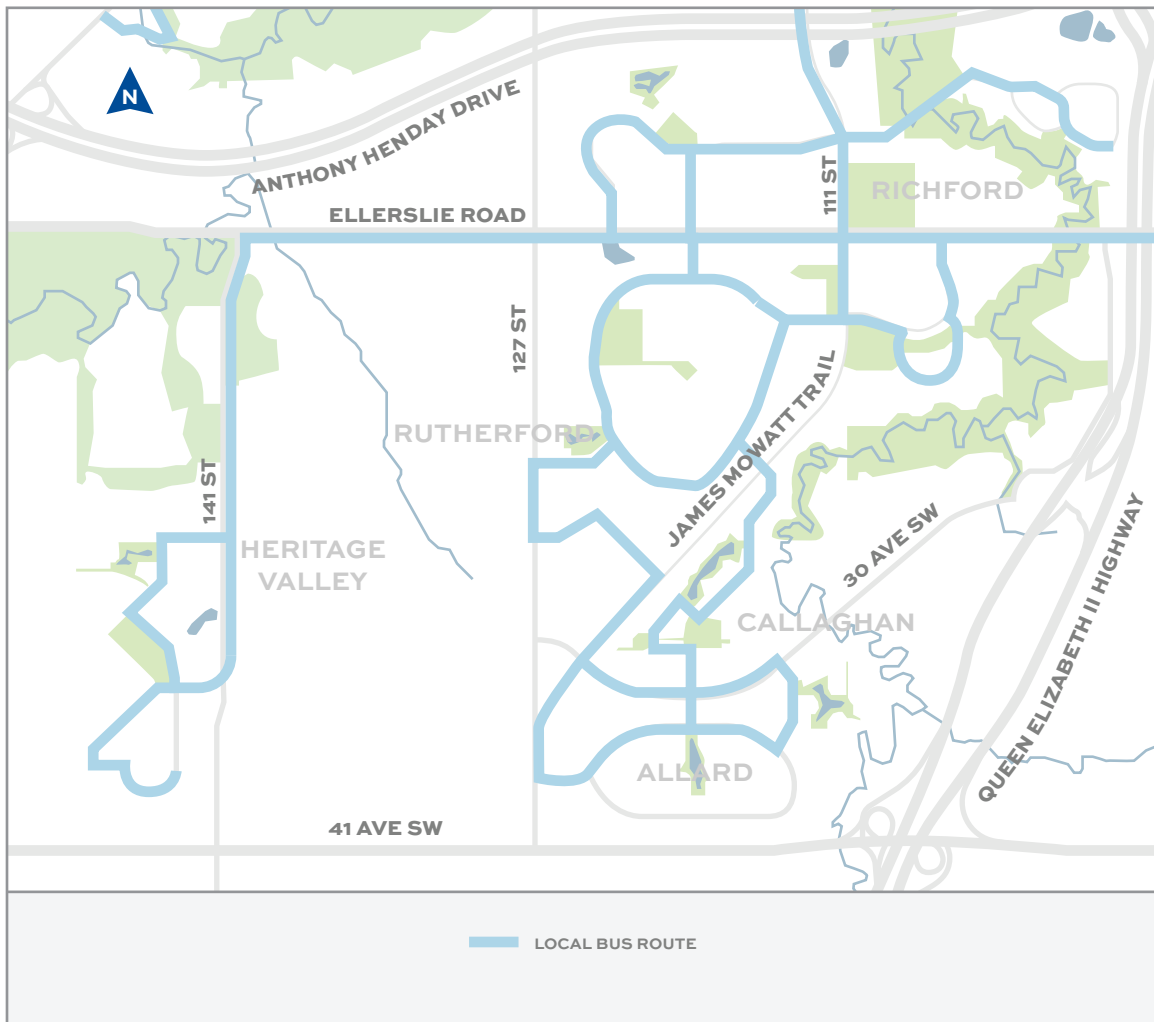 N
ANTHONY HENDAY DRIVE
111 ST
RICHFORD
ELLERSLIE ROAD
127 ST
JAMES MOWATT TRAIL
RUTHERFORD
141 ST
HERITAGE
VALLEY
30 AVE SW
QUEEN ELIZABETH II HIGHWAY
CALLAGHAN
ALLARD
41 AVE SW
LOCAL BUS ROUTE